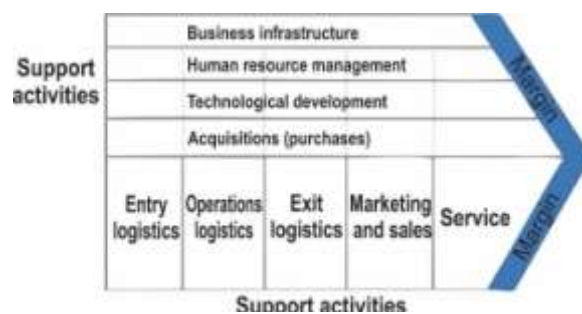 Business infrastructure
Human resource management
Support
activities
Technological development
Acquisitions (purchases)
Margin
Entry
logistics
Operations
logistics
Exit
logistics
Marketing
and sales
Service
Margin
Support activities